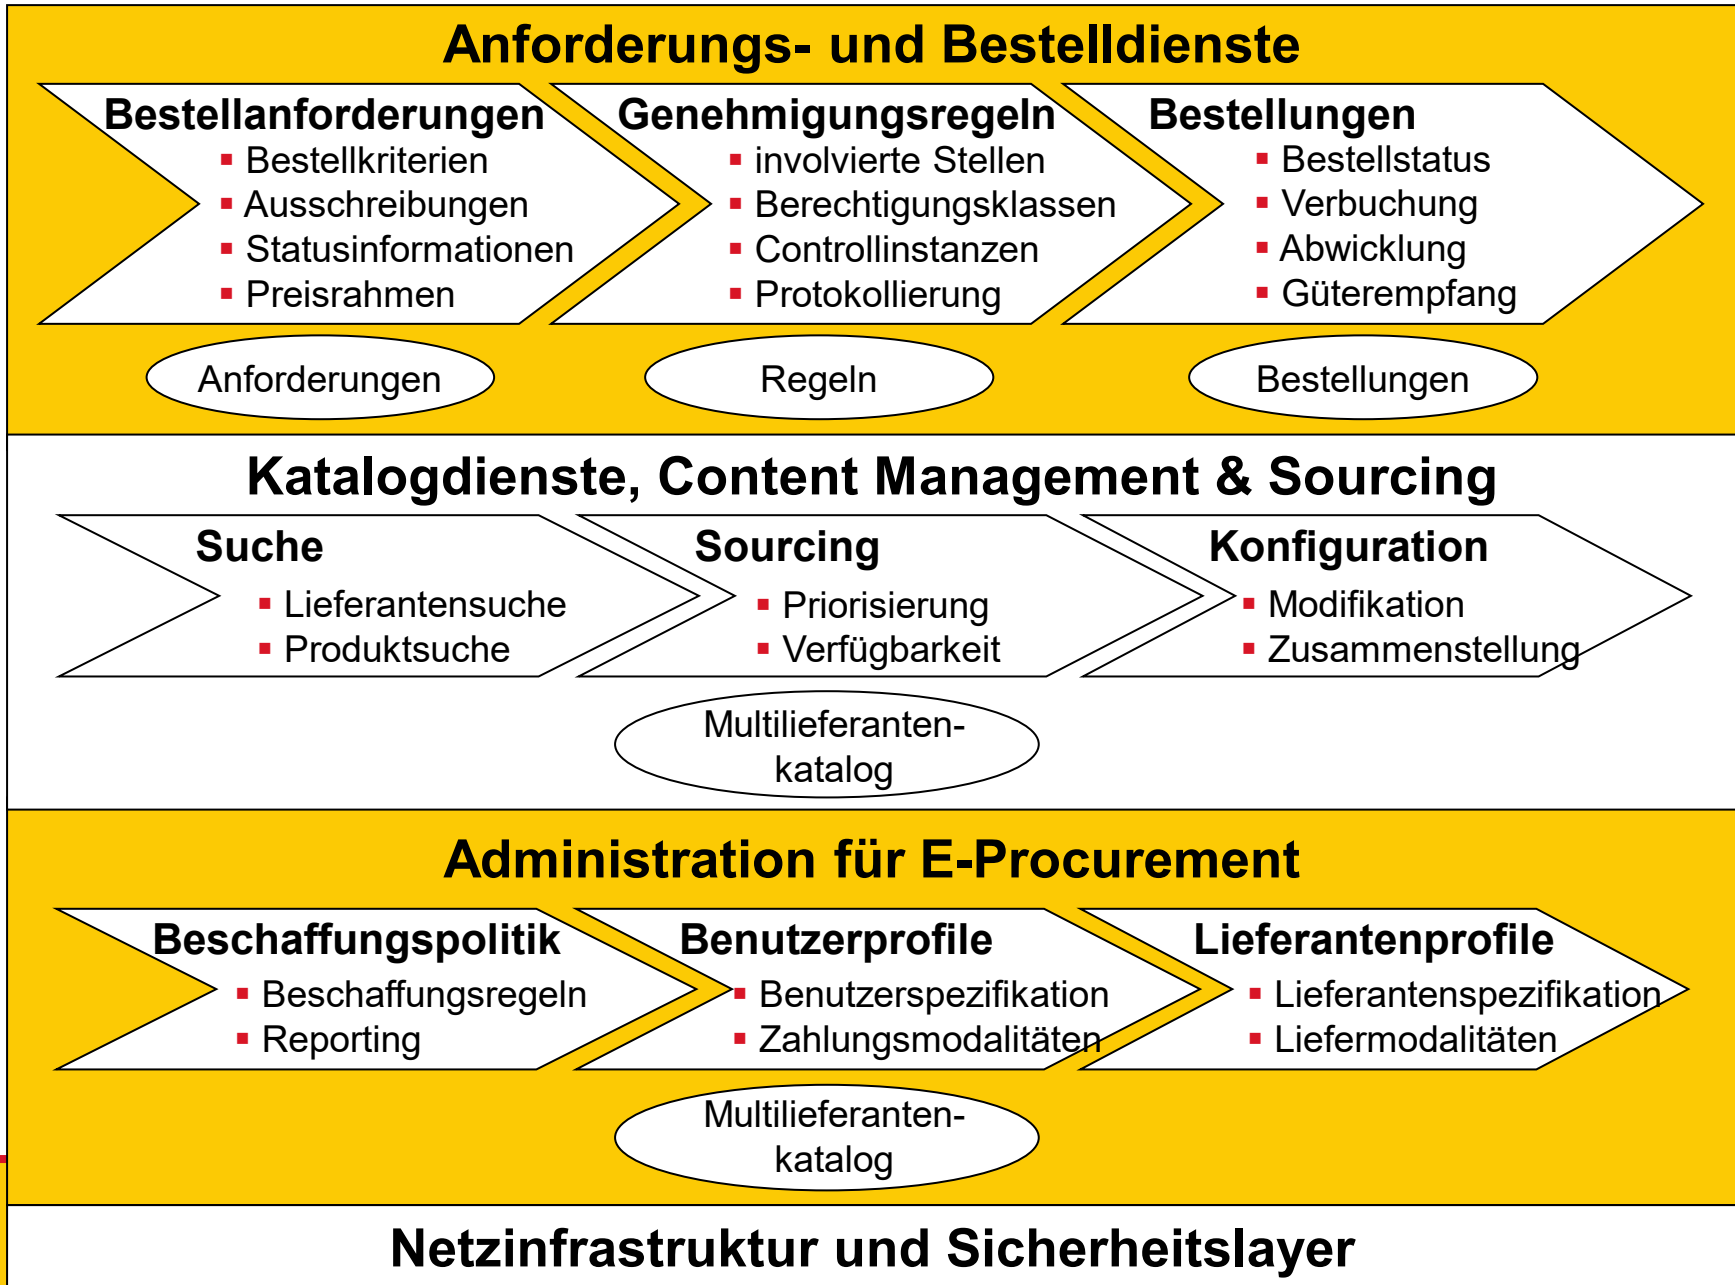 Anforderungs- und Bestelldienste
Bestellanforderungen
▪ Bestellkriterien
▪ Ausschreibungen
▪ Statusinformationen
▪ Preisrahmen
Genehmigungsregeln
▪ involvierte Stellen
▪ Berechtigungsklassen
▪ Controllinstanzen
▪ Protokollierung
Bestellungen
▪ Bestellstatus
▪ Verbuchung
▪ Abwicklung
▪ Güterempfang
Anforderungen
Regeln
Bestellungen
Katalogdienste, Content Management & Sourcing
Suche
▪ Lieferantensuche
▪ Produktsuche
Sourcing
▪ Priorisierung
▪ Verfügbarkeit
Konfiguration
▪ Modifikation
▪ Zusammenstellung
Multilieferanten-
katalog
Administration für E-Procurement
Beschaffungspolitik
▪ Beschaffungsregeln
▪ Reporting
Benutzerprofile
▪ Benutzerspezifikation
▪ Zahlungsmodalitäten
Lieferantenprofile
▪ Lieferantenspezifikation
▪ Liefermodalitäten
Multilieferanten-
katalog
Netzinfrastruktur und Sicherheitslayer